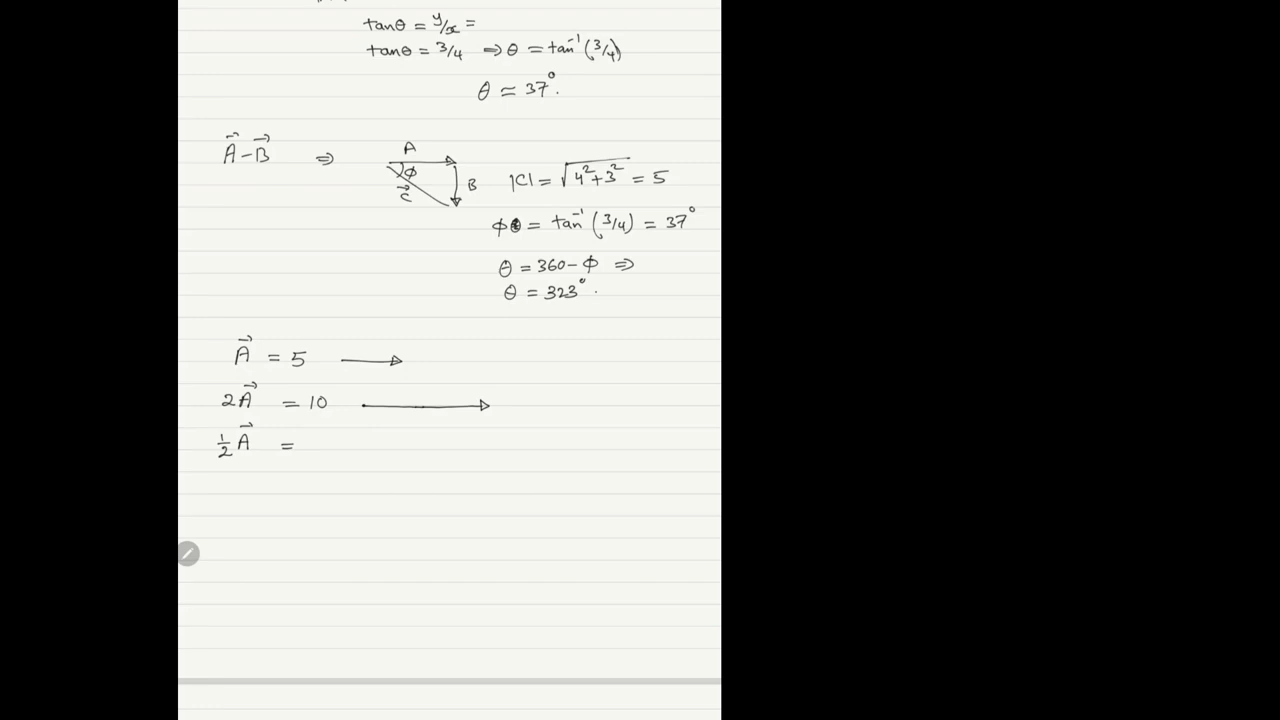 tanθ = y/x =
tanθ = 3/4 ⇒ θ = tan⁻¹(3/4)
θ ≃ 37°.
A⃗ - B⃗ ⇒
A
φ
C⃗
B
|C| = √4²+3² = 5
φ = tan⁻¹(3/4) = 37°
θ = 360 - φ ⇒
θ = 323°.
A⃗ = 5
2A⃗ = 10
½A⃗ =